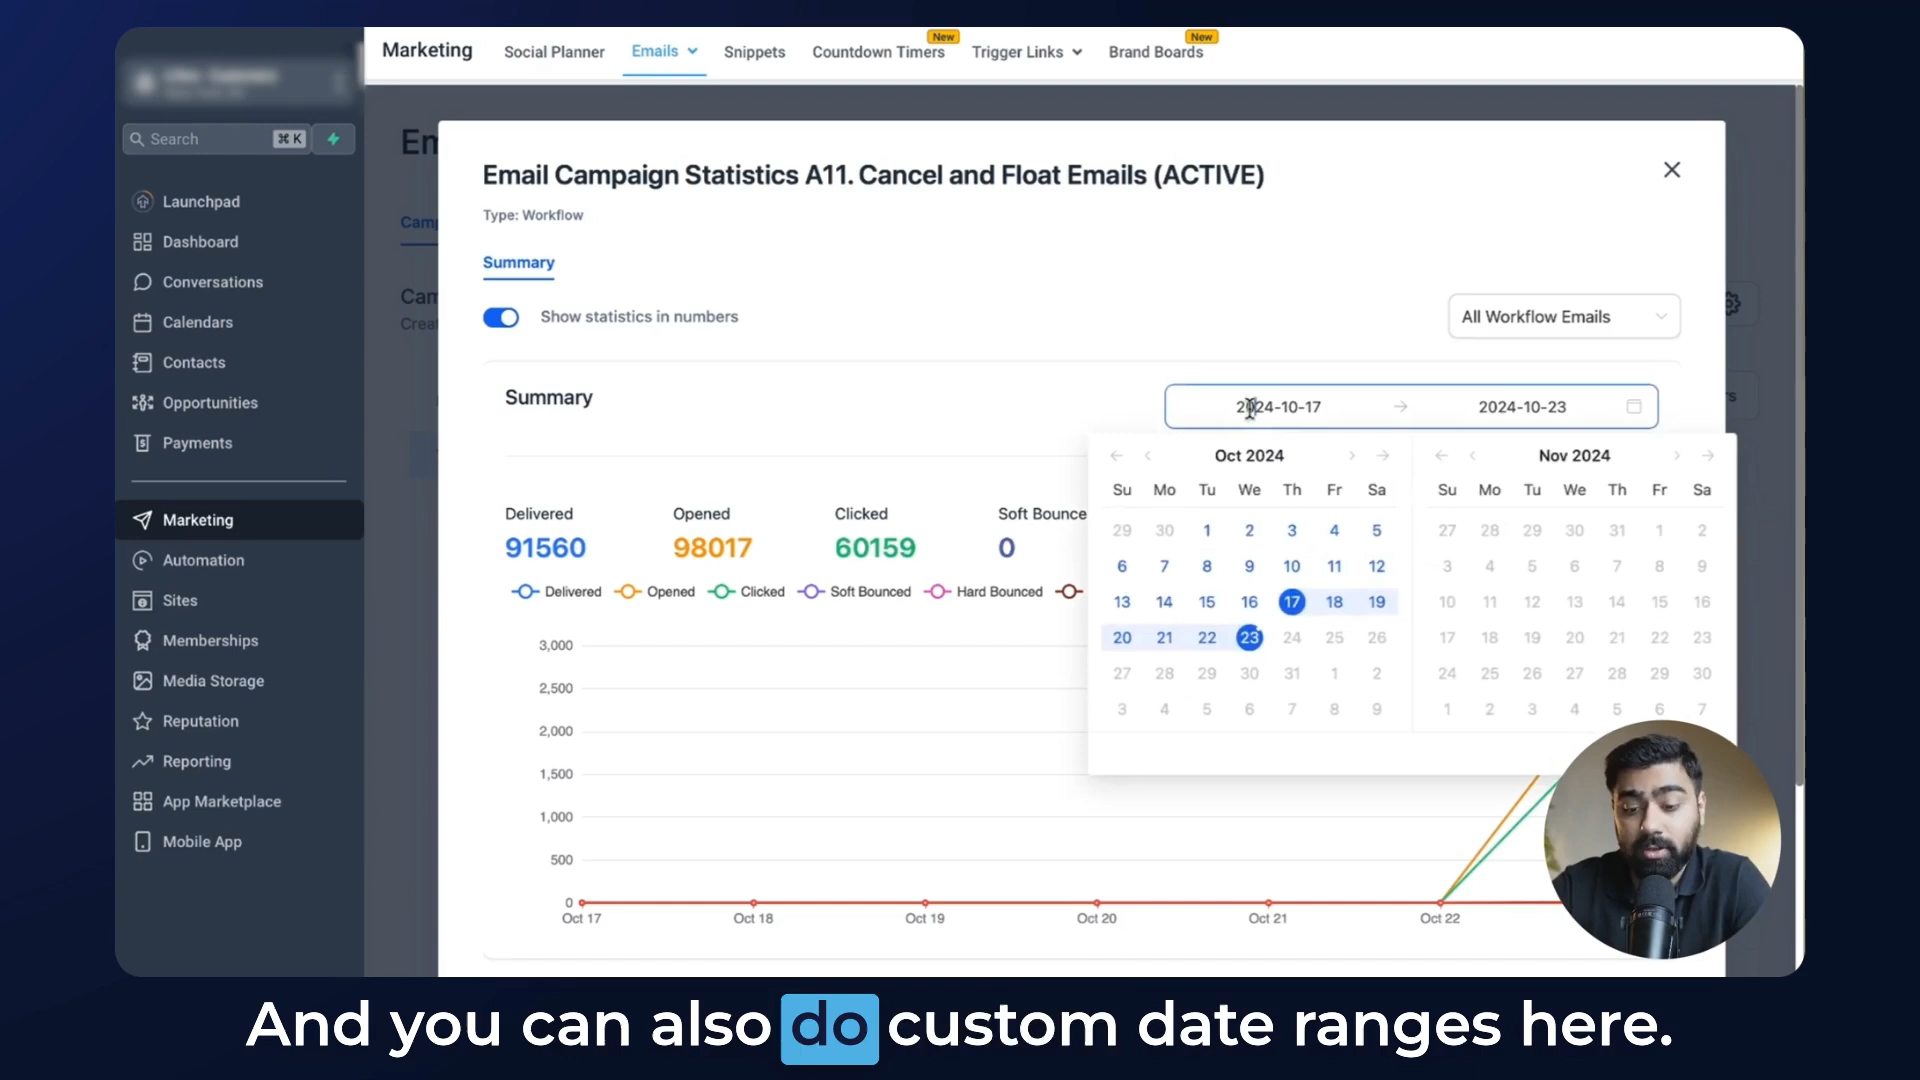 Marketing
Social Planner
Emails
Snippets
Countdown Timers
New
Trigger Links
Brand Boards
New
Search
⌘ K
Launchpad
Dashboard
Conversations
Calendars
Contacts
Opportunities
Payments
Marketing
Automation
Sites
Memberships
Media Storage
Reputation
Reporting
App Marketplace
Mobile App
Em
Camp
Cam
Creat
Email Campaign Statistics A11. Cancel and Float Emails (ACTIVE)
Type: Workflow
Summary
Show statistics in numbers
All Workflow Emails
Summary
2024-10-17
2024-10-23
Delivered Opened Clicked Soft Bounce
91560 98017 60159 0
Delivered Opened Clicked Soft Bounced Hard Bounced
3,000
2,500
2,000
1,500
1,000
500
0
Oct 17 Oct 18 Oct 19 Oct 20 Oct 21 Oct 22
Oct 2024
Su Mo Tu We Th Fr Sa
29 30 1 2 3 4 5
6 7 8 9 10 11 12
13 14 15 16 17 18 19
20 21 22 23 24 25 26
27 28 29 30 31 1 2
3 4 5 6 7 8 9
Nov 2024
Su Mo Tu We Th Fr Sa
27 28 29 30 31 1 2
3 4 5 6 7 8 9
10 11 12 13 14 15 16
17 18 19 20 21 22 23
24 25 26 27 28 29 30
1 2 3 4 5 6 7
And you can also do custom date ranges here.